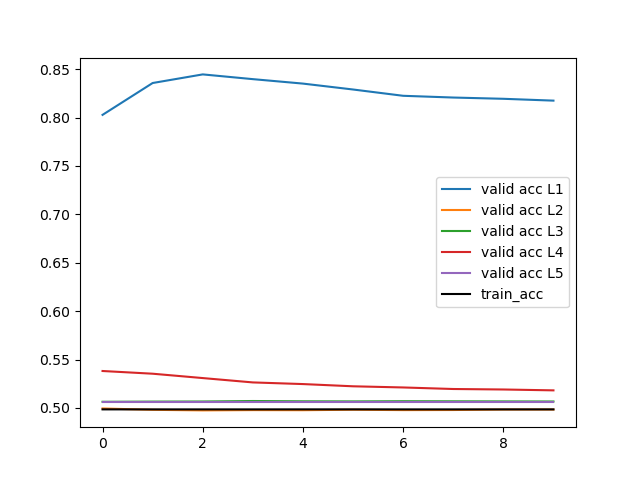 0.85
0.80
0.75
0.70
0.65
0.60
0.55
0.50
0
2
4
6
8
valid acc L1
valid acc L2
valid acc L3
valid acc L4
valid acc L5
train_acc